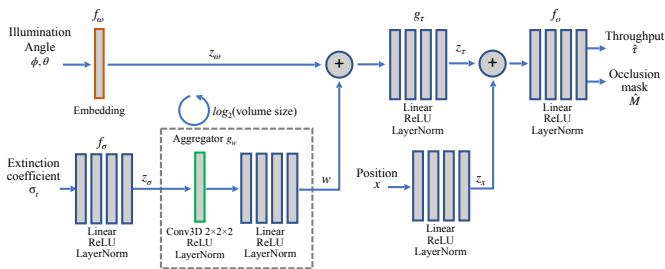 f_ω
Illumination
Angle
ϕ, θ
Embedding
z_ω
log₂(volume size)
+
g_τ
Linear
ReLU
LayerNorm
z_τ
+
f_o
Linear
ReLU
LayerNorm
Throughput
τ̂
Occlusion
mask
M̂
f_σ
Extinction
coefficient
σ_t
Linear
ReLU
LayerNorm
z_σ
Aggregator g_w
Conv3D 2×2×2
ReLU
LayerNorm
Linear
ReLU
LayerNorm
w
Position
x
Linear
ReLU
LayerNorm
z_x